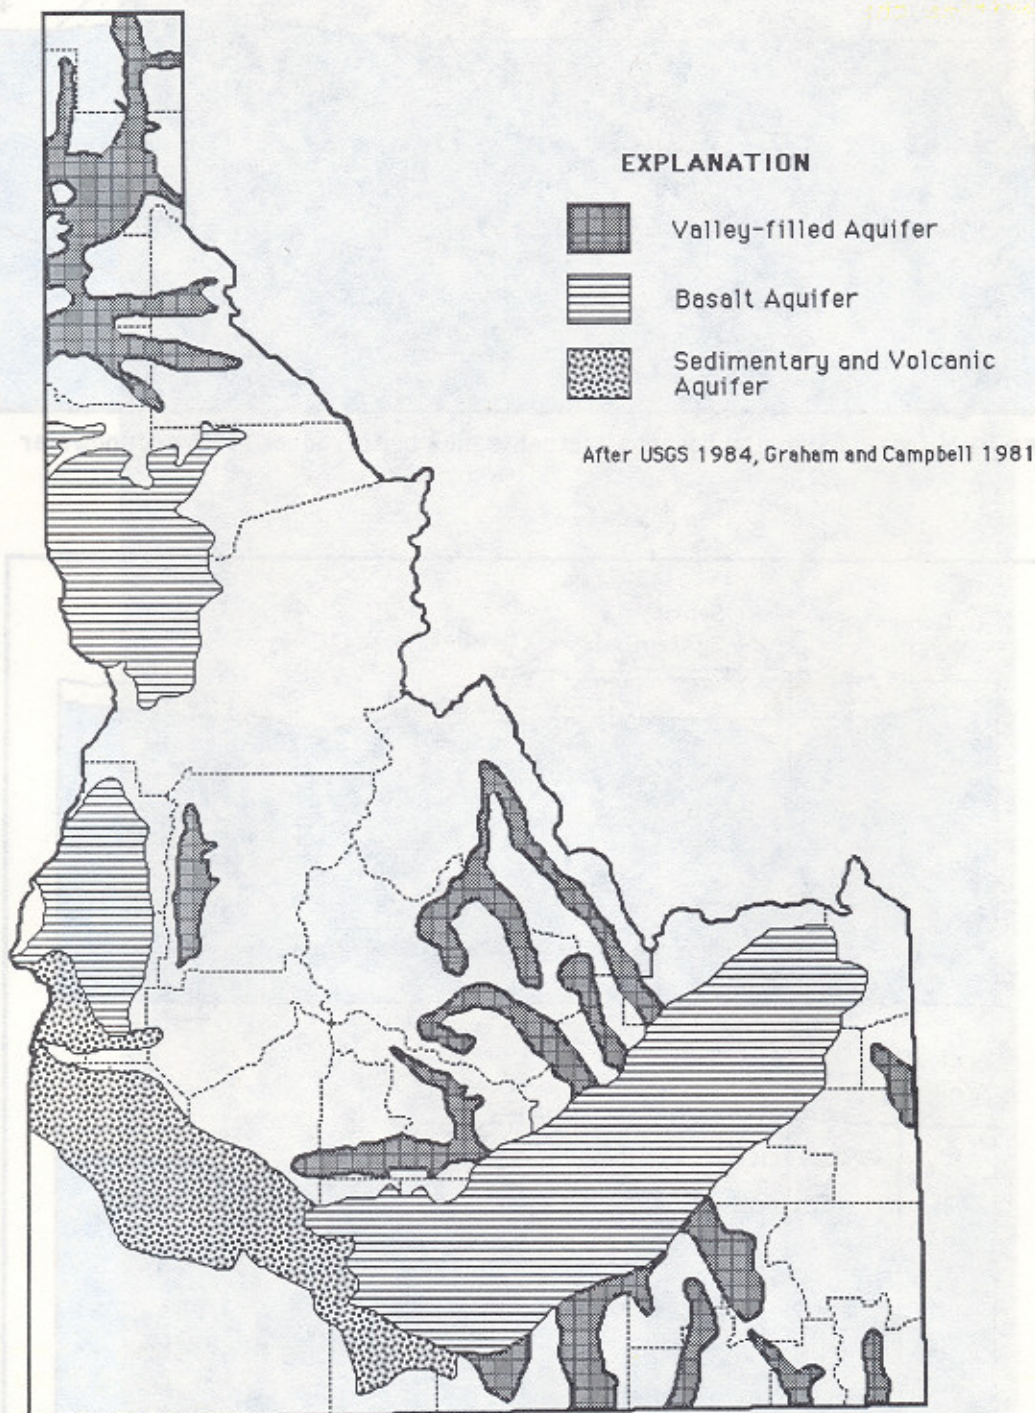 EXPLANATION
Valley-filled Aquifer
Basalt Aquifer
Sedimentary and Volcanic
Aquifer
After USGS 1984, Graham and Campbell 1981